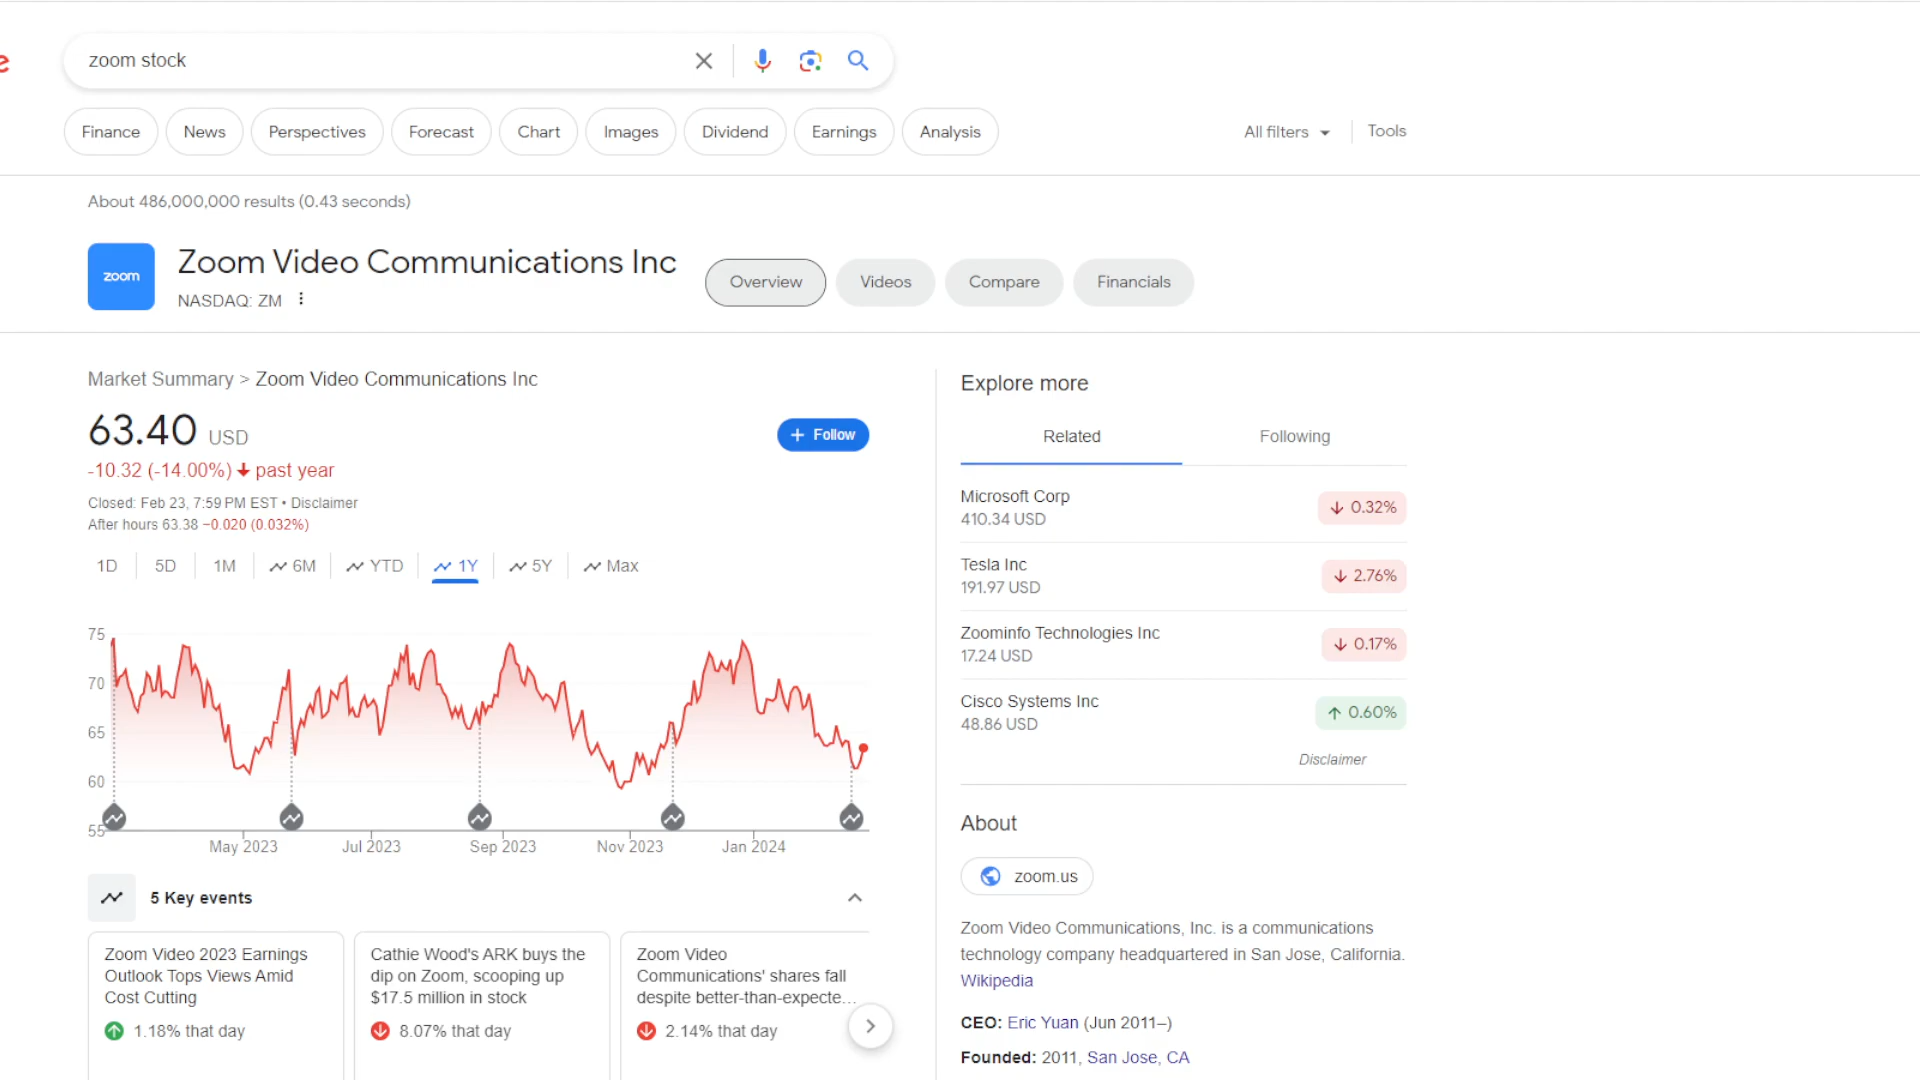 zoom stock
Finance News Perspectives Forecast Chart Images Dividend Earnings Analysis All filters Tools
About 486,000,000 results (0.43 seconds)
zoom
Zoom Video Communications Inc
NASDAQ: ZM
Overview Videos Compare Financials
Market Summary > Zoom Video Communications Inc
63.40 USD
+ Follow
-10.32 (-14.00%) past year
Closed: Feb 23, 7:59 PM EST • Disclaimer
After hours 63.38 −0.020 (0.032%)
1D 5D 1M 6M YTD 1Y 5Y Max
75
70
65
60
55
May 2023 Jul 2023 Sep 2023 Nov 2023 Jan 2024
5 Key events
Zoom Video 2023 Earnings
Outlook Tops Views Amid
Cost Cutting
1.18% that day
Cathie Wood's ARK buys the
dip on Zoom, scooping up
$17.5 million in stock
8.07% that day
Zoom Video
Communications' shares fall
despite better-than-expecte...
2.14% that day
Explore more
Related Following
Microsoft Corp
410.34 USD
0.32%
Tesla Inc
191.97 USD
2.76%
Zoominfo Technologies Inc
17.24 USD
0.17%
Cisco Systems Inc
48.86 USD
0.60%
Disclaimer
About
zoom.us
Zoom Video Communications, Inc. is a communications
technology company headquartered in San Jose, California.
Wikipedia
CEO: Eric Yuan (Jun 2011–)
Founded: 2011, San Jose, CA